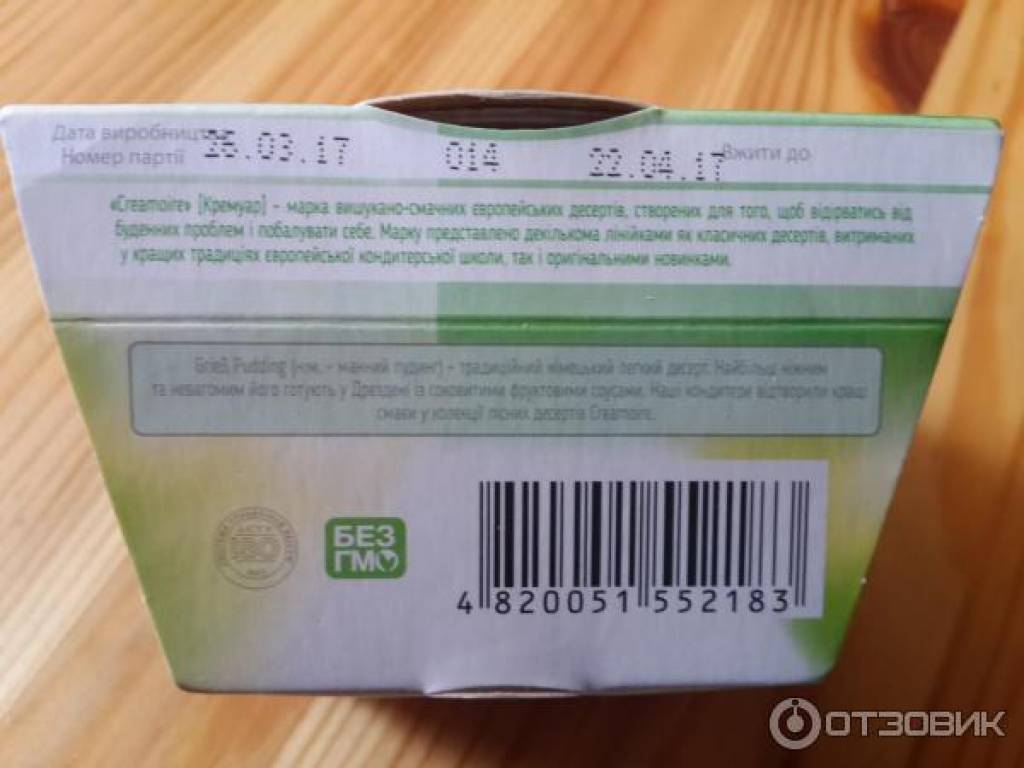 Дата виробництва 26.03.17 014 22.04.17 Вжити до
Номер партії
«Creamoire» [Кремуар] - марка вишукано-смачних європейських десертів, створених для того, щоб відірватись від
буденних проблем і побалувати себе. Марку представлено декількома лінійками як класичних десертів, витриманих
у кращих традиціях європейської кондитерської школи, так і оригінальними новинками.
Grieß Pudding (нім. - манний пудинг) - традиційний німецький легкий десерт. Найбільш ніжним
та невагомим його готують у Дрездені із соковитими фруктовими соусами. Наші кондитери відтворили кращі
смаки у колекції пісних десертів Creamoire.
БЕЗ
ГМО
4 820051 552183
ОТЗОВИК